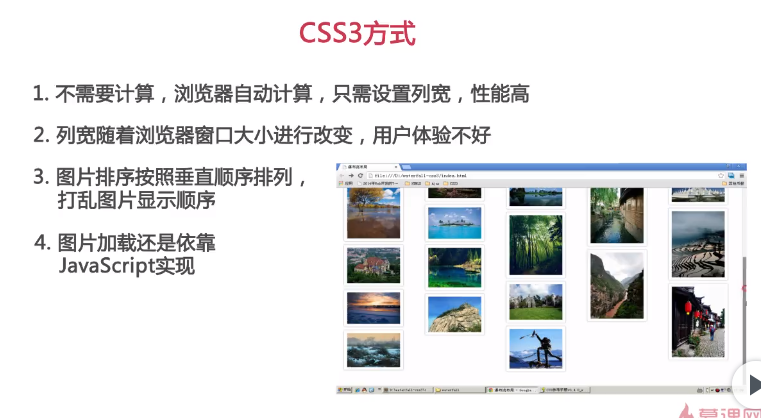 CSS3方式
1. 不需要计算，浏览器自动计算，只需设置列宽，性能高
2. 列宽随着浏览器窗口大小进行改变，用户体验不好
3. 图片排序按照垂直顺序排列，
打乱图片显示顺序
4. 图片加载还是依靠
JavaScript实现
慕课网